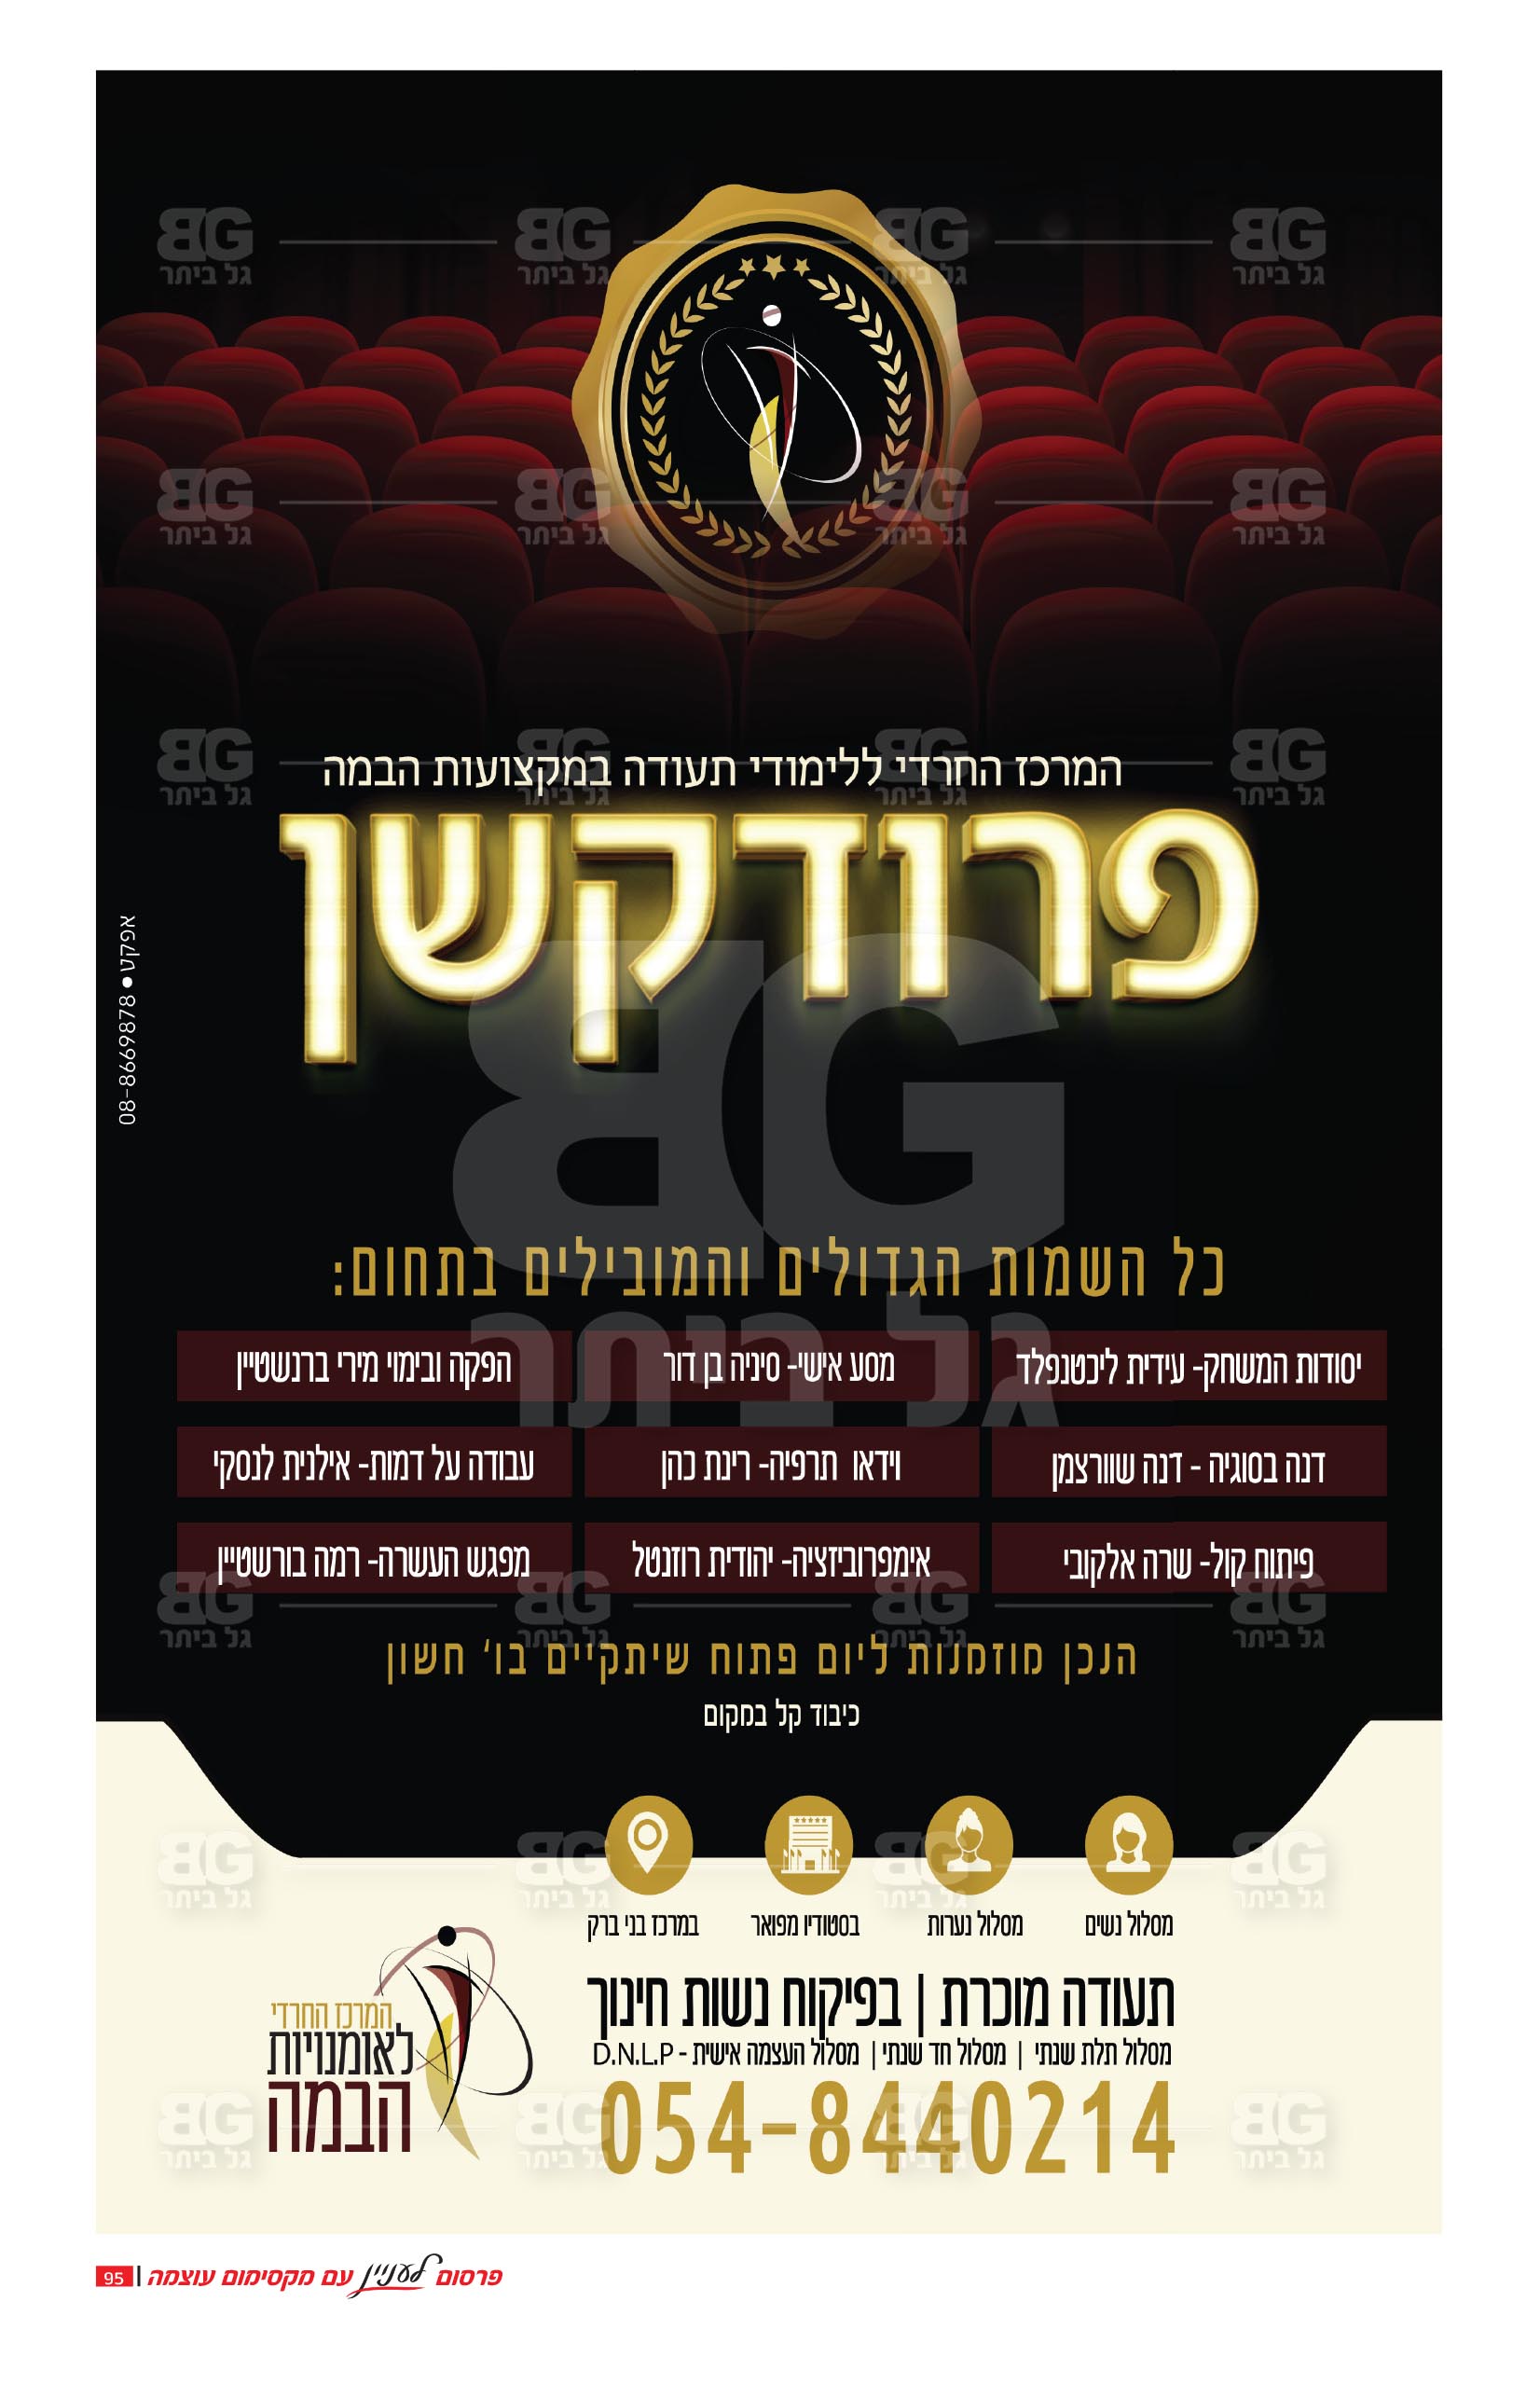 המרכז החרדי ללימודי תעודה במקצועות הבמה
פרודקשן
אפקט • 08-8669878
כל השמות הגדולים והמובילים בתחום:
יסודות המשחק- עידית ליכטנפלד
מסע אישי- סיניה בן דור
הפקה ובימוי מירי ברנשטיין
דנה בסוגיה - דנה שוורצמן
וידאו תרפיה- רינת כהן
עבודה על דמות- אילנית לנסקי
פיתוח קול- שרה אלקובי
אימפרוביזציה- יהודית רוזנטל
מפגש העשרה- רמה בורשטיין
הנכן מוזמנות ליום פתוח שיתקיים בו' חשון
כיבוד קל במקום
מסלול נשים
מסלול נערות
בסטודיו מפואר
במרכז בני ברק
תעודה מוכרת | בפיקוח נשות חינוך
מסלול תלת שנתי | מסלול חד שנתי | מסלול העצמה אישית - D.N.L.P
054-8440214
המרכז החרדי
לאומנויות
הבמה
פרסום לעניין עם מקסימום עוצמה | 95
BG
גל ביתר